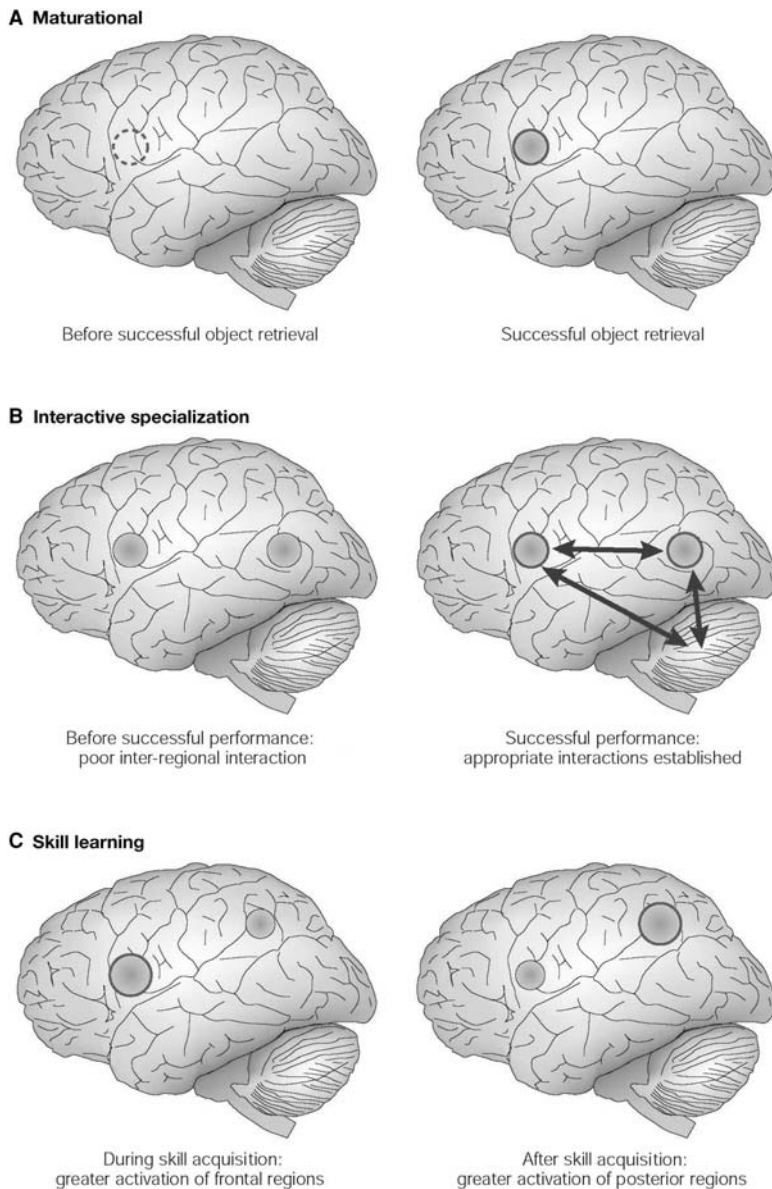 A Maturational
Before successful object retrieval
Successful object retrieval
B Interactive specialization
Before successful performance:
poor inter-regional interaction
Successful performance:
appropriate interactions established
C Skill learning
During skill acquisition:
greater activation of frontal regions
After skill acquisition:
greater activation of posterior regions